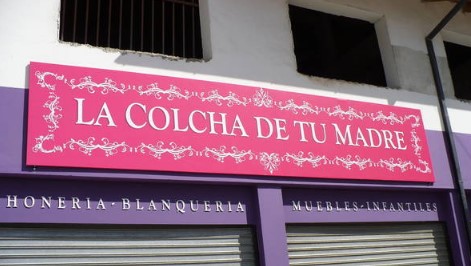 LA COLCHA DE TU MADRE
HONERIA - BLANQUERIA
MUEBLES - INFANTILES